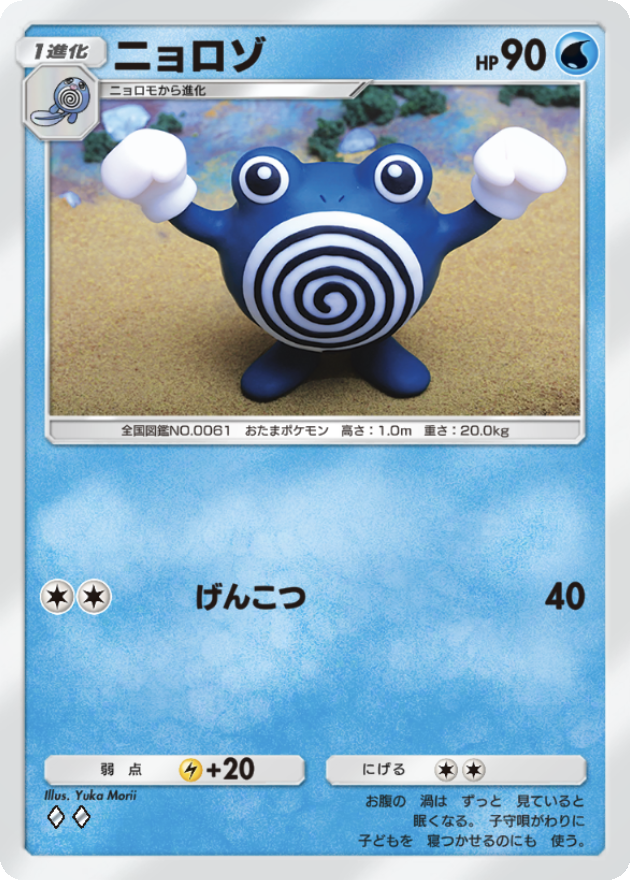 1進化 ニョロゾ HP90
ニョロモから進化
全国図鑑NO.0061 おたまポケモン 高さ:1.0m 重さ:20.0kg
げんこつ 40
弱点 +20 にげる
Illus. Yuka Morii
お腹の 渦は ずっと 見ていると
眠くなる。 子守唄がわりに
子どもを 寝つかせるのにも 使う。